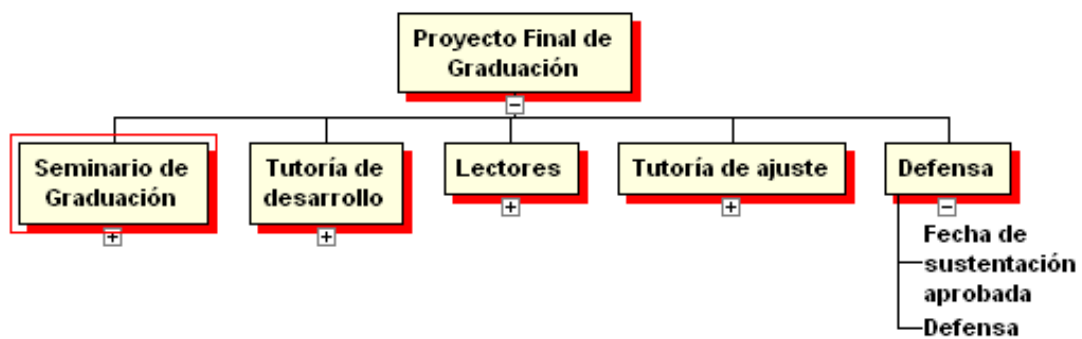 Proyecto Final de
Graduación
Seminario de
Graduación
Tutoría de
desarrollo
Lectores
Tutoría de ajuste
Defensa
Fecha de
sustentación
aprobada
Defensa